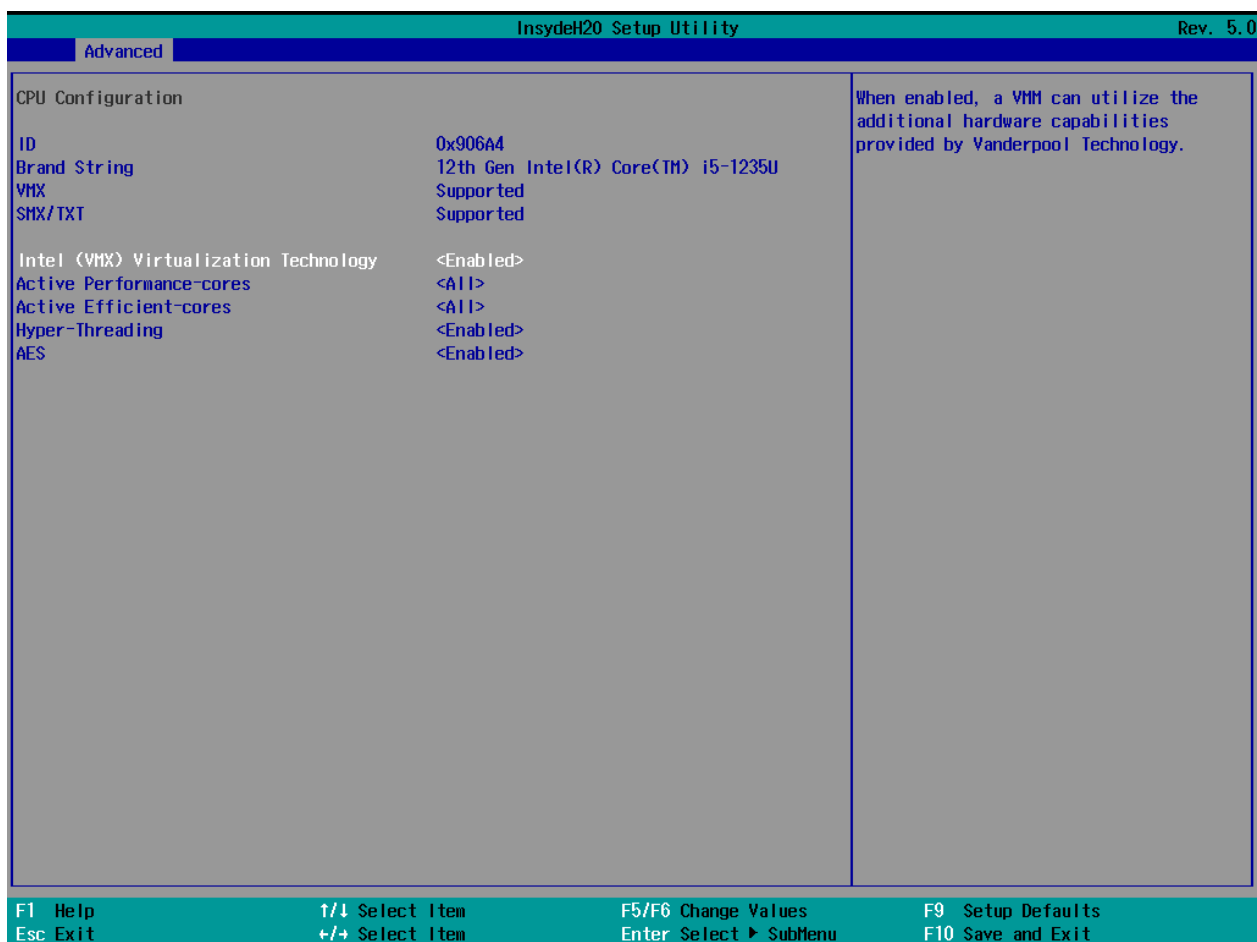 InsydeH20 Setup Utility Rev. 5.0
Advanced
CPU Configuration
ID 0x906A4
Brand String 12th Gen Intel(R) Core(TM) i5-1235U
VMX Supported
SMX/TXT Supported
Intel (VMX) Virtualization Technology <Enabled>
Active Performance-cores <All>
Active Efficient-cores <All>
Hyper-Threading <Enabled>
AES <Enabled>
When enabled, a VMM can utilize the
additional hardware capabilities
provided by Vanderpool Technology.
F1 Help ↑/↓ Select Item F5/F6 Change Values F9 Setup Defaults
Esc Exit ←/→ Select Item Enter Select ▶ SubMenu F10 Save and Exit